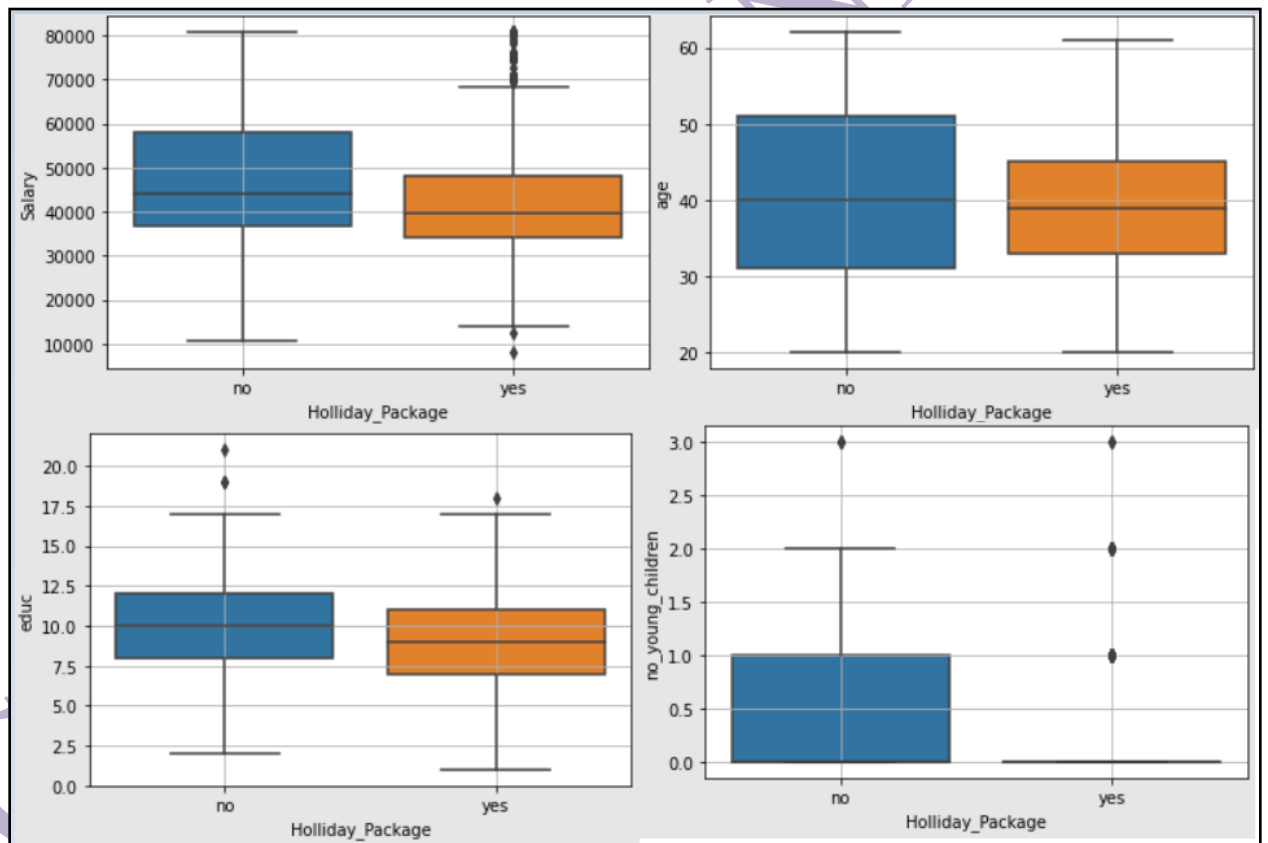 Salary
80000
70000
60000
50000
40000
30000
20000
10000
no yes
Holliday_Package
age
60
50
40
30
20
no yes
Holliday_Package
educ
20.0
17.5
15.0
12.5
10.0
7.5
5.0
2.5
0.0
no yes
Holliday_Package
no_young_children
3.0
2.5
2.0
1.5
1.0
0.5
0.0
no yes
Holliday_Package